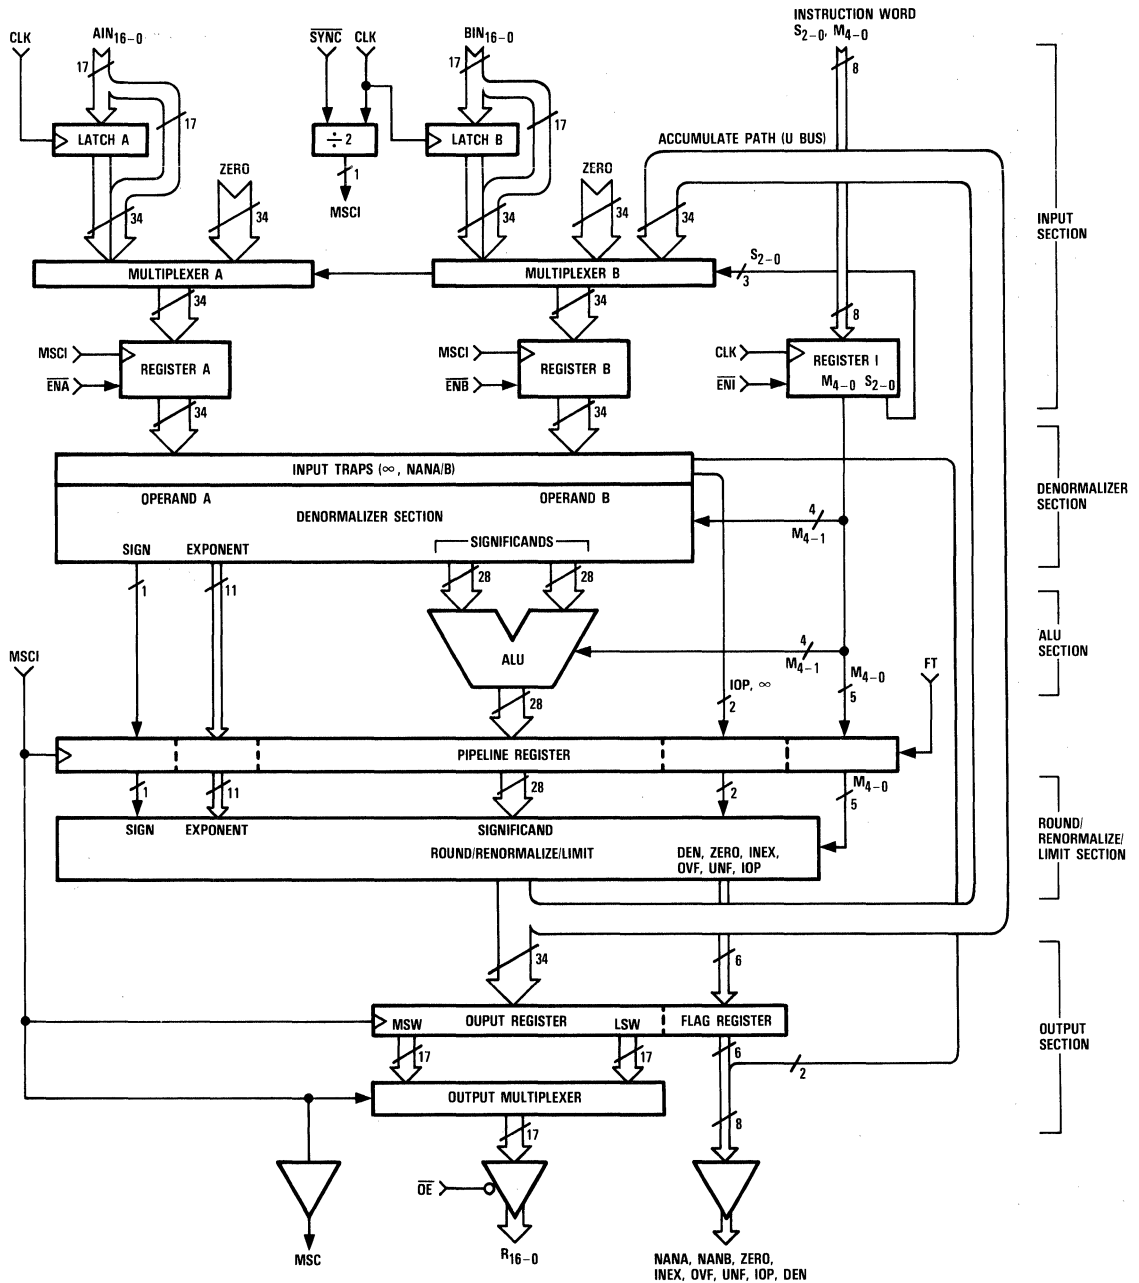 INSTRUCTION WORD
S2-0, M4-0
CLK
AIN16-0
SYNC
CLK
BIN16-0
17
17
8
17
17
LATCH A
÷ 2
LATCH B
ACCUMULATE PATH (U BUS)
ZERO
1
ZERO
MSCI
34
34
34
34
34
INPUT
SECTION
MULTIPLEXER A
MULTIPLEXER B
S2-0
3
34
34
8
MSCI
REGISTER A
ENA
MSCI
REGISTER B
ENB
CLK
REGISTER I
ENI
M4-0 S2-0
34
34
INPUT TRAPS (∞, NANA/B)
OPERAND A
OPERAND B
DENORMALIZER SECTION
4
M4-1
DENORMALIZER
SECTION
SIGN
EXPONENT
SIGNIFICANDS
1
11
28
28
ALU
4
M4-1
ALU
SECTION
MSCI
FT
28
IOP, ∞
2
M4-0
5
PIPELINE REGISTER
1
11
28
2
M4-0
5
SIGN
EXPONENT
SIGNIFICAND
ROUND/RENORMALIZE/LIMIT
DEN, ZERO, INEX,
OVF, UNF, IOP
ROUND/
RENORMALIZE/
LIMIT SECTION
34
6
MSW
OUPUT REGISTER
LSW
FLAG REGISTER
OUTPUT
SECTION
17
17
6
2
OUTPUT MULTIPLEXER
17
8
OE
MSC
R16-0
NANA, NANB, ZERO,
INEX, OVF, UNF, IOP, DEN